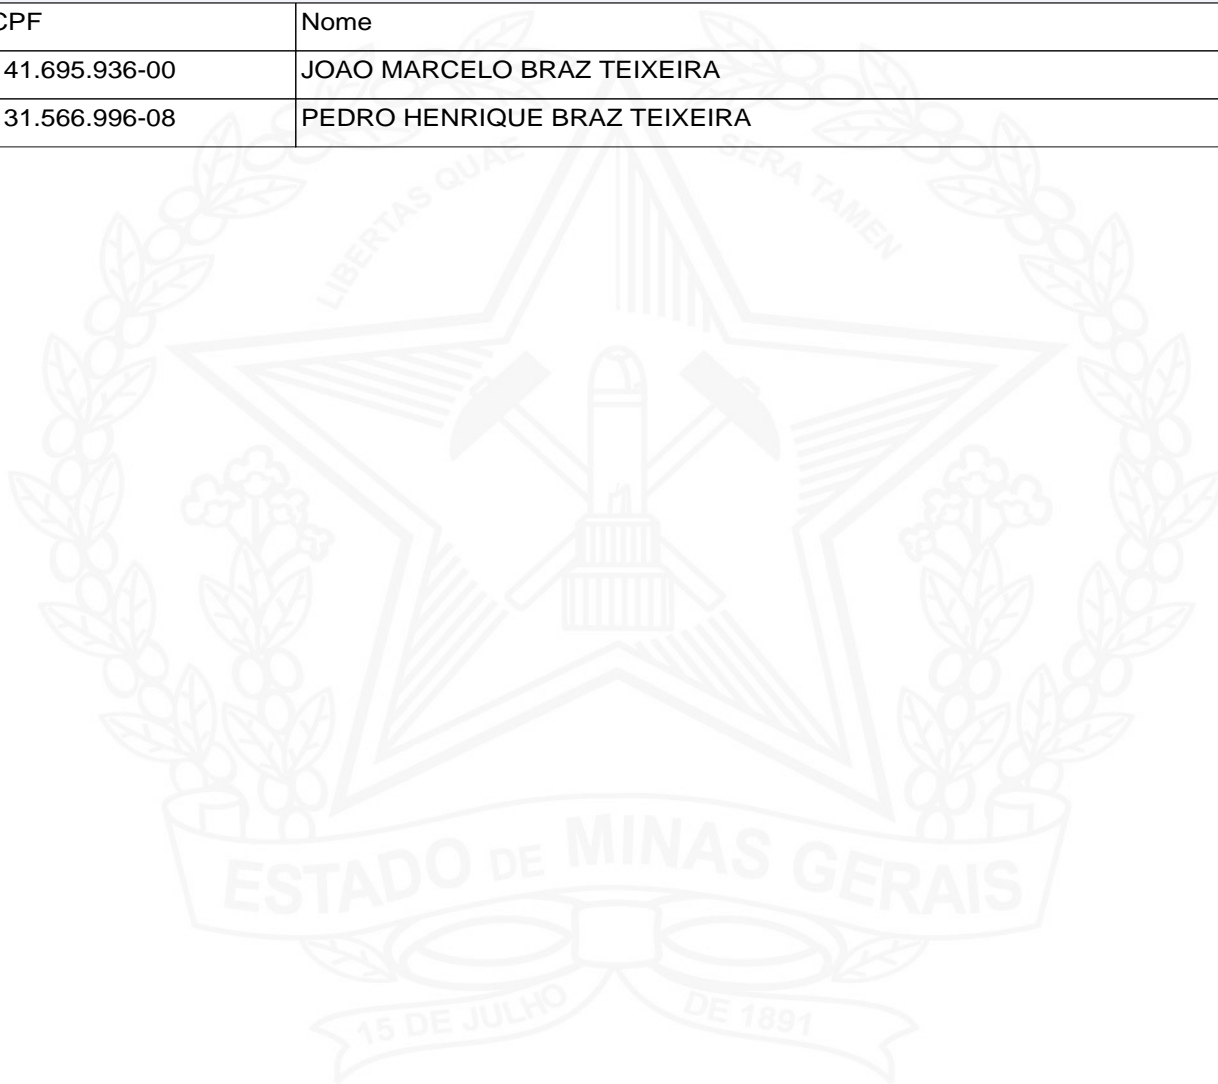 CPF Nome
41.695.936-00 JOAO MARCELO BRAZ TEIXEIRA
31.566.996-08 PEDRO HENRIQUE BRAZ TEIXEIRA
LIBERTAS QUAE SERA TAMEN
ESTADO DE MINAS GERAIS
15 DE JULHO DE 1891